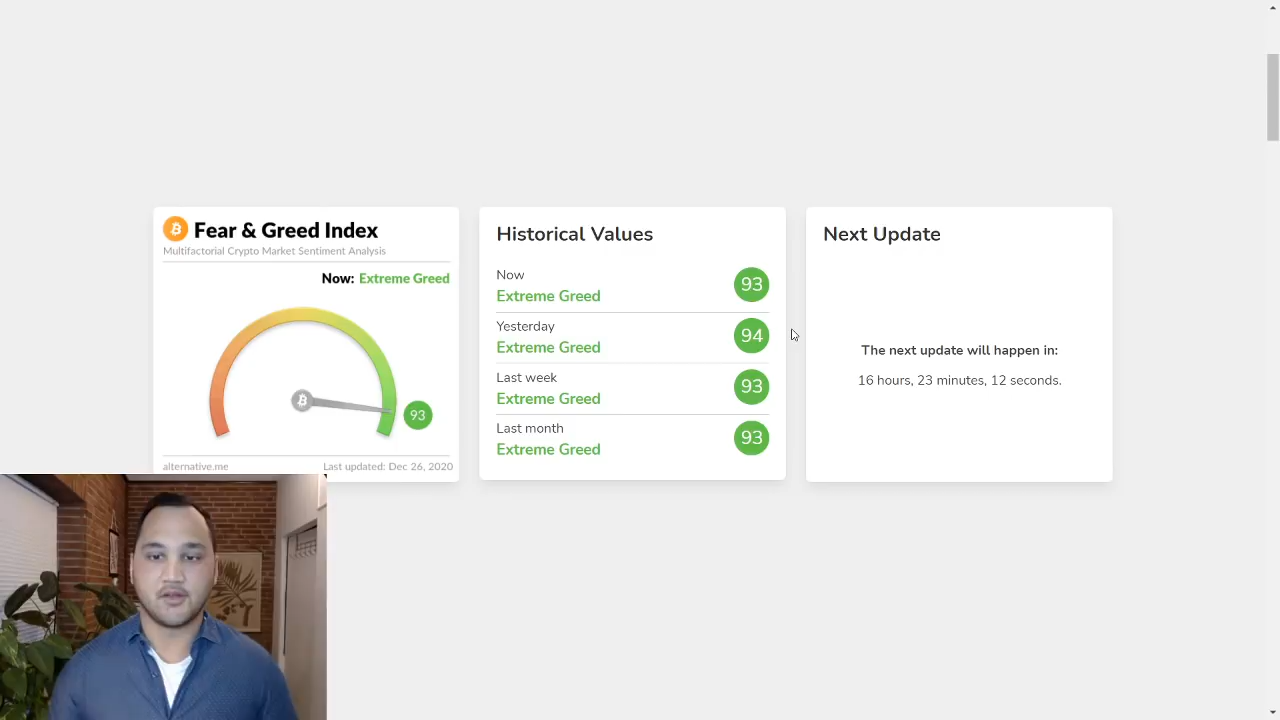 Fear & Greed Index
Multifactorial Crypto Market Sentiment Analysis
Now: Extreme Greed
93
alternative.me
Last updated: Dec 26, 2020
Historical Values
Now
Extreme Greed
93
Yesterday
Extreme Greed
94
Last week
Extreme Greed
93
Last month
Extreme Greed
93
Next Update
The next update will happen in:
16 hours, 23 minutes, 12 seconds.